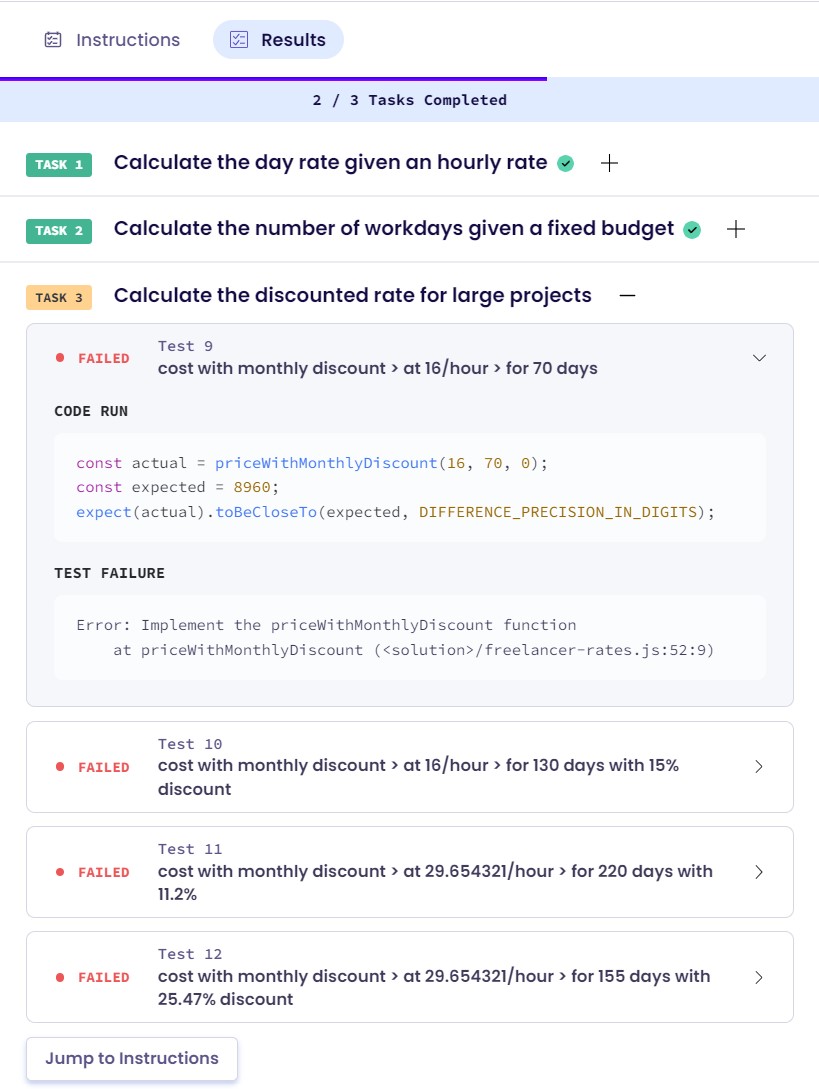 Instructions
Results
2 / 3 Tasks Completed
TASK 1
Calculate the day rate given an hourly rate
TASK 2
Calculate the number of workdays given a fixed budget
TASK 3
Calculate the discounted rate for large projects
FAILED
Test 9
cost with monthly discount > at 16/hour > for 70 days
CODE RUN
const actual = priceWithMonthlyDiscount(16, 70, 0);
const expected = 8960;
expect(actual).toBeCloseTo(expected, DIFFERENCE_PRECISION_IN_DIGITS);
TEST FAILURE
Error: Implement the priceWithMonthlyDiscount function
    at priceWithMonthlyDiscount (<solution>/freelancer-rates.js:52:9)
FAILED
Test 10
cost with monthly discount > at 16/hour > for 130 days with 15%
discount
FAILED
Test 11
cost with monthly discount > at 29.654321/hour > for 220 days with
11.2%
FAILED
Test 12
cost with monthly discount > at 29.654321/hour > for 155 days with
25.47% discount
Jump to Instructions